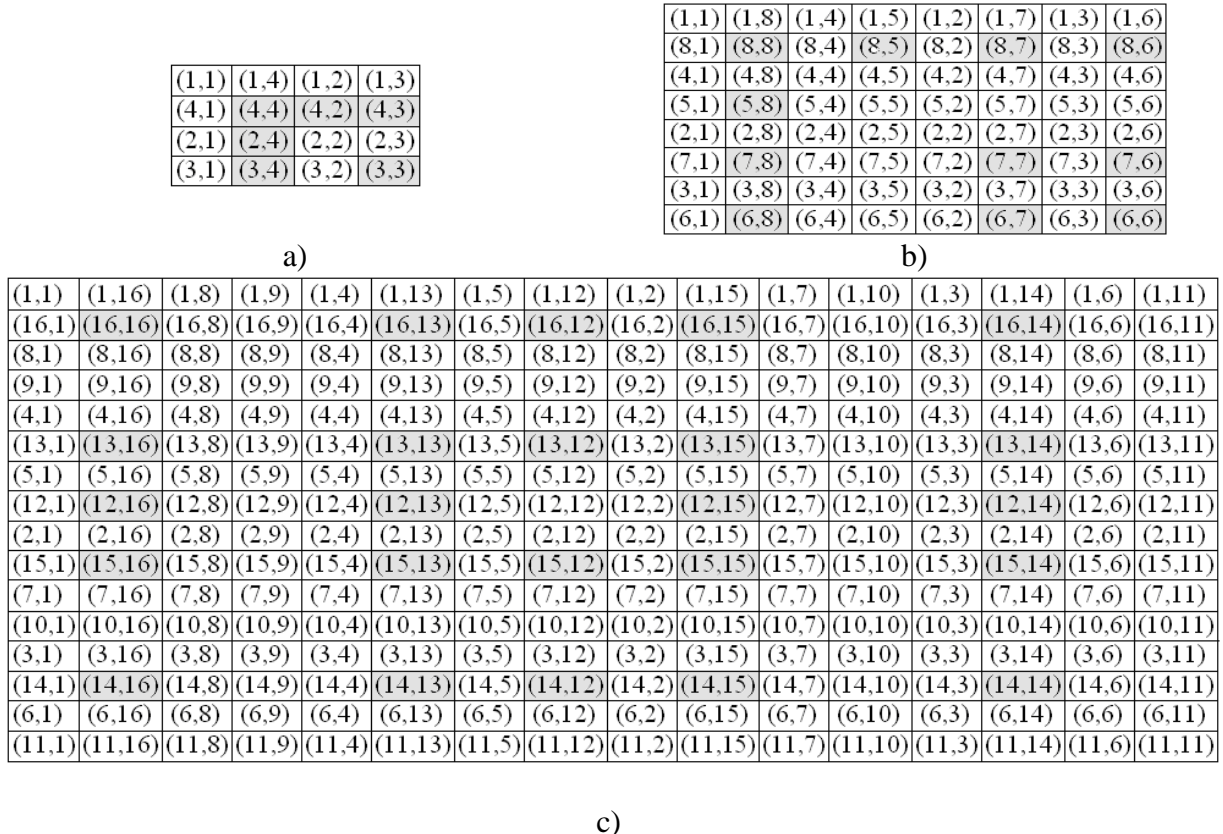 (1,1) (1,4) (1,2) (1,3)
(4,1) (4,4) (4,2) (4,3)
(2,1) (2,4) (2,2) (2,3)
(3,1) (3,4) (3,2) (3,3)
a)
(1,1) (1,8) (1,4) (1,5) (1,2) (1,7) (1,3) (1,6)
(8,1) (8,8) (8,4) (8,5) (8,2) (8,7) (8,3) (8,6)
(4,1) (4,8) (4,4) (4,5) (4,2) (4,7) (4,3) (4,6)
(5,1) (5,8) (5,4) (5,5) (5,2) (5,7) (5,3) (5,6)
(2,1) (2,8) (2,4) (2,5) (2,2) (2,7) (2,3) (2,6)
(7,1) (7,8) (7,4) (7,5) (7,2) (7,7) (7,3) (7,6)
(3,1) (3,8) (3,4) (3,5) (3,2) (3,7) (3,3) (3,6)
(6,1) (6,8) (6,4) (6,5) (6,2) (6,7) (6,3) (6,6)
b)
(1,1) (1,16) (1,8) (1,9) (1,4) (1,13) (1,5) (1,12) (1,2) (1,15) (1,7) (1,10) (1,3) (1,14) (1,6) (1,11)
(16,1) (16,16) (16,8) (16,9) (16,4) (16,13) (16,5) (16,12) (16,2) (16,15) (16,7) (16,10) (16,3) (16,14) (16,6) (16,11)
(8,1) (8,16) (8,8) (8,9) (8,4) (8,13) (8,5) (8,12) (8,2) (8,15) (8,7) (8,10) (8,3) (8,14) (8,6) (8,11)
(9,1) (9,16) (9,8) (9,9) (9,4) (9,13) (9,5) (9,12) (9,2) (9,15) (9,7) (9,10) (9,3) (9,14) (9,6) (9,11)
(4,1) (4,16) (4,8) (4,9) (4,4) (4,13) (4,5) (4,12) (4,2) (4,15) (4,7) (4,10) (4,3) (4,14) (4,6) (4,11)
(13,1) (13,16) (13,8) (13,9) (13,4) (13,13) (13,5) (13,12) (13,2) (13,15) (13,7) (13,10) (13,3) (13,14) (13,6) (13,11)
(5,1) (5,16) (5,8) (5,9) (5,4) (5,13) (5,5) (5,12) (5,2) (5,15) (5,7) (5,10) (5,3) (5,14) (5,6) (5,11)
(12,1) (12,16) (12,8) (12,9) (12,4) (12,13) (12,5) (12,12) (12,2) (12,15) (12,7) (12,10) (12,3) (12,14) (12,6) (12,11)
(2,1) (2,16) (2,8) (2,9) (2,4) (2,13) (2,5) (2,12) (2,2) (2,15) (2,7) (2,10) (2,3) (2,14) (2,6) (2,11)
(15,1) (15,16) (15,8) (15,9) (15,4) (15,13) (15,5) (15,12) (15,2) (15,15) (15,7) (15,10) (15,3) (15,14) (15,6) (15,11)
(7,1) (7,16) (7,8) (7,9) (7,4) (7,13) (7,5) (7,12) (7,2) (7,15) (7,7) (7,10) (7,3) (7,14) (7,6) (7,11)
(10,1) (10,16) (10,8) (10,9) (10,4) (10,13) (10,5) (10,12) (10,2) (10,15) (10,7) (10,10) (10,3) (10,14) (10,6) (10,11)
(3,1) (3,16) (3,8) (3,9) (3,4) (3,13) (3,5) (3,12) (3,2) (3,15) (3,7) (3,10) (3,3) (3,14) (3,6) (3,11)
(14,1) (14,16) (14,8) (14,9) (14,4) (14,13) (14,5) (14,12) (14,2) (14,15) (14,7) (14,10) (14,3) (14,14) (14,6) (14,11)
(6,1) (6,16) (6,8) (6,9) (6,4) (6,13) (6,5) (6,12) (6,2) (6,15) (6,7) (6,10) (6,3) (6,14) (6,6) (6,11)
(11,1) (11,16) (11,8) (11,9) (11,4) (11,13) (11,5) (11,12) (11,2) (11,15) (11,7) (11,10) (11,3) (11,14) (11,6) (11,11)
c)